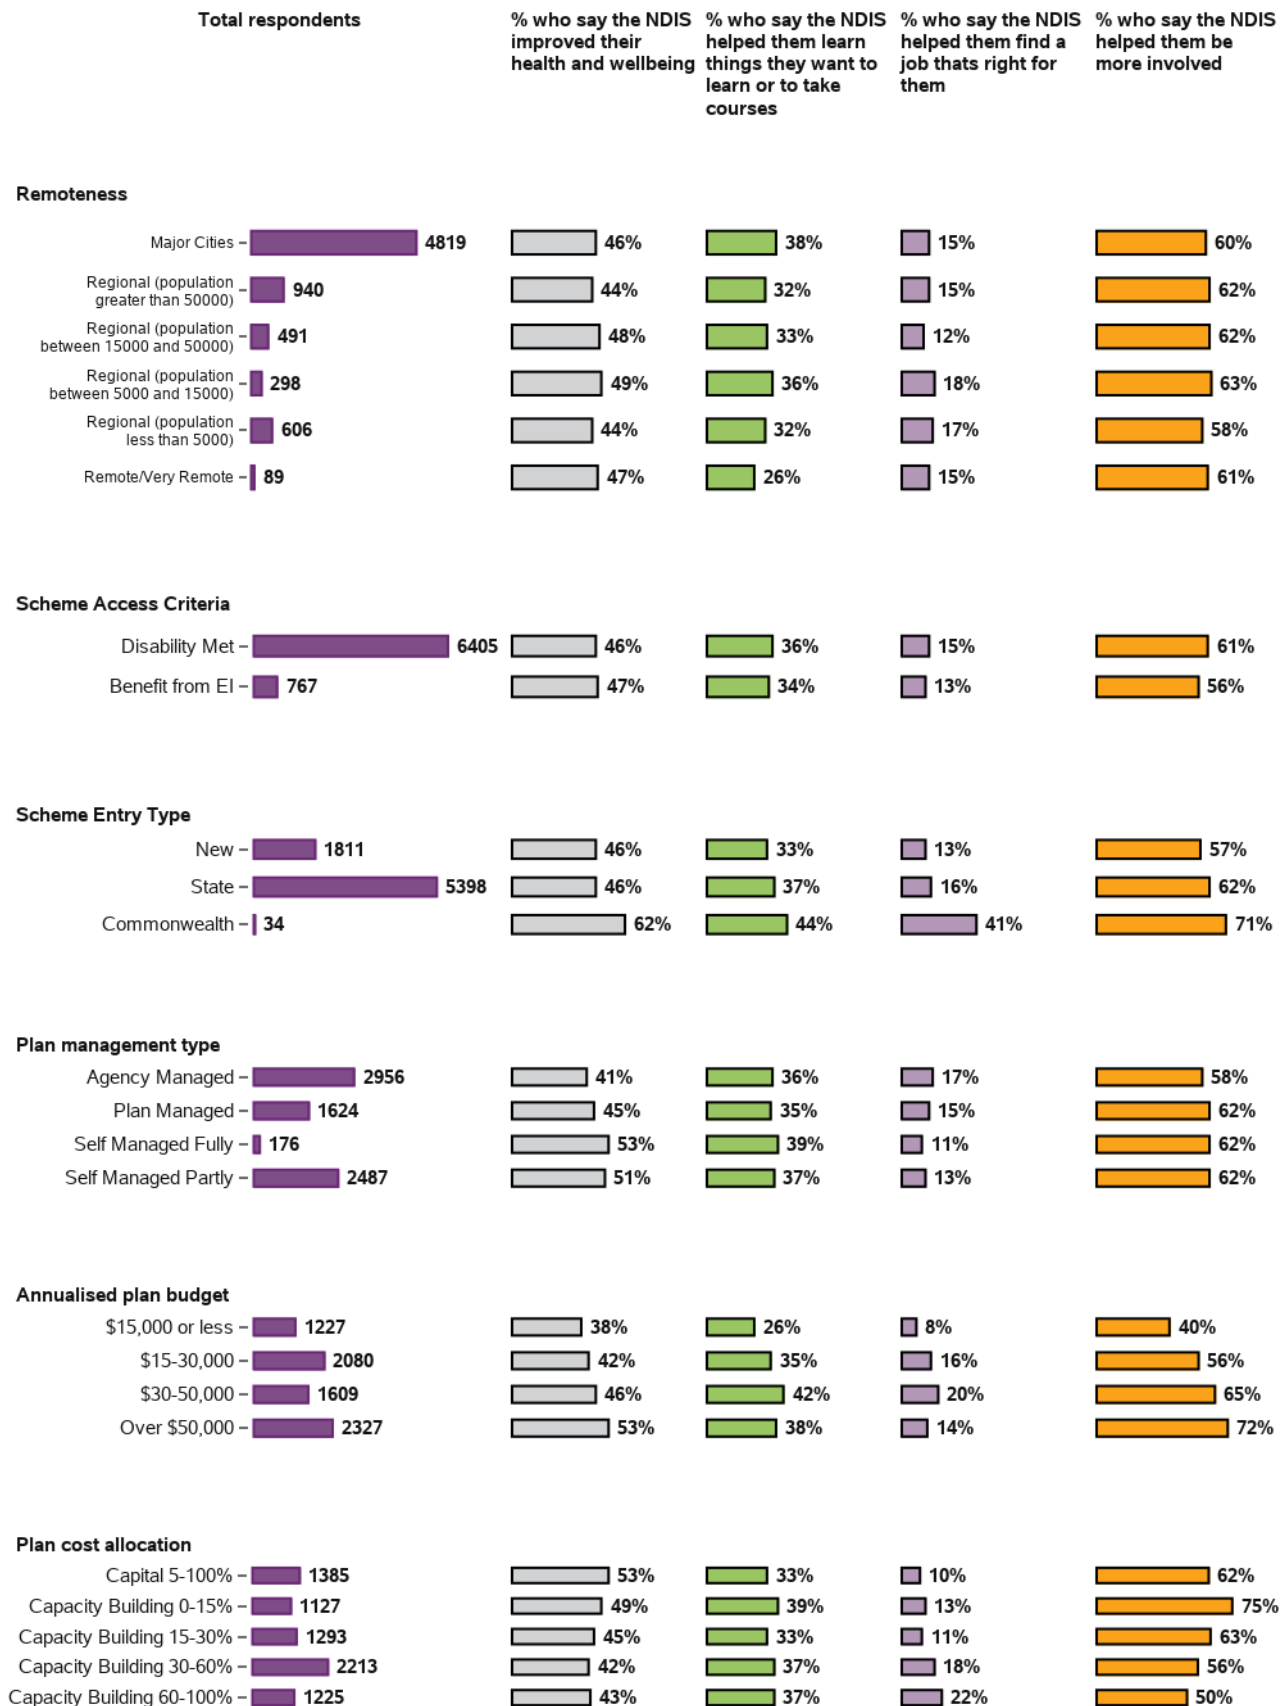 Total respondents
% who say the NDIS improved their health and wellbeing
% who say the NDIS helped them learn things they want to learn or to take courses
% who say the NDIS helped them find a job thats right for them
% who say the NDIS helped them be more involved
Remoteness
Major Cities 4819 46% 38% 15% 60%
Regional (population greater than 50000) 940 44% 32% 15% 62%
Regional (population between 15000 and 50000) 491 48% 33% 12% 62%
Regional (population between 5000 and 15000) 298 49% 36% 18% 63%
Regional (population less than 5000) 606 44% 32% 17% 58%
Remote/Very Remote 89 47% 26% 15% 61%
Scheme Access Criteria
Disability Met 6405 46% 36% 15% 61%
Benefit from EI 767 47% 34% 13% 56%
Scheme Entry Type
New 1811 46% 33% 13% 57%
State 5398 46% 37% 16% 62%
Commonwealth 34 62% 44% 41% 71%
Plan management type
Agency Managed 2956 41% 36% 17% 58%
Plan Managed 1624 45% 35% 15% 62%
Self Managed Fully 176 53% 39% 11% 62%
Self Managed Partly 2487 51% 37% 13% 62%
Annualised plan budget
$15,000 or less 1227 38% 26% 8% 40%
$15-30,000 2080 42% 35% 16% 56%
$30-50,000 1609 46% 42% 20% 65%
Over $50,000 2327 53% 38% 14% 72%
Plan cost allocation
Capital 5-100% 1385 53% 33% 10% 62%
Capacity Building 0-15% 1127 49% 39% 13% 75%
Capacity Building 15-30% 1293 45% 33% 11% 63%
Capacity Building 30-60% 2213 42% 37% 18% 56%
Capacity Building 60-100% 1225 43% 37% 22% 50%